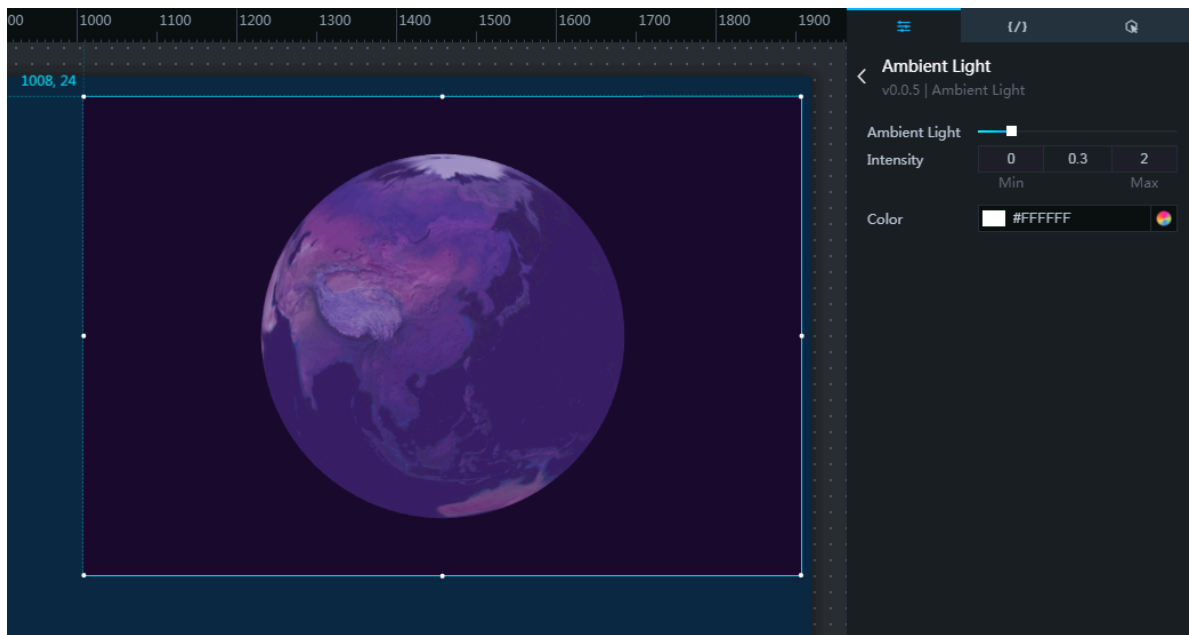 00 1000 1100 1200 1300 1400 1500 1600 1700 1800 1900
{/}
1008, 24
Ambient Light
v0.0.5 | Ambient Light
Ambient Light
Intensity 0 0.3 2
Min Max
Color #FFFFFF